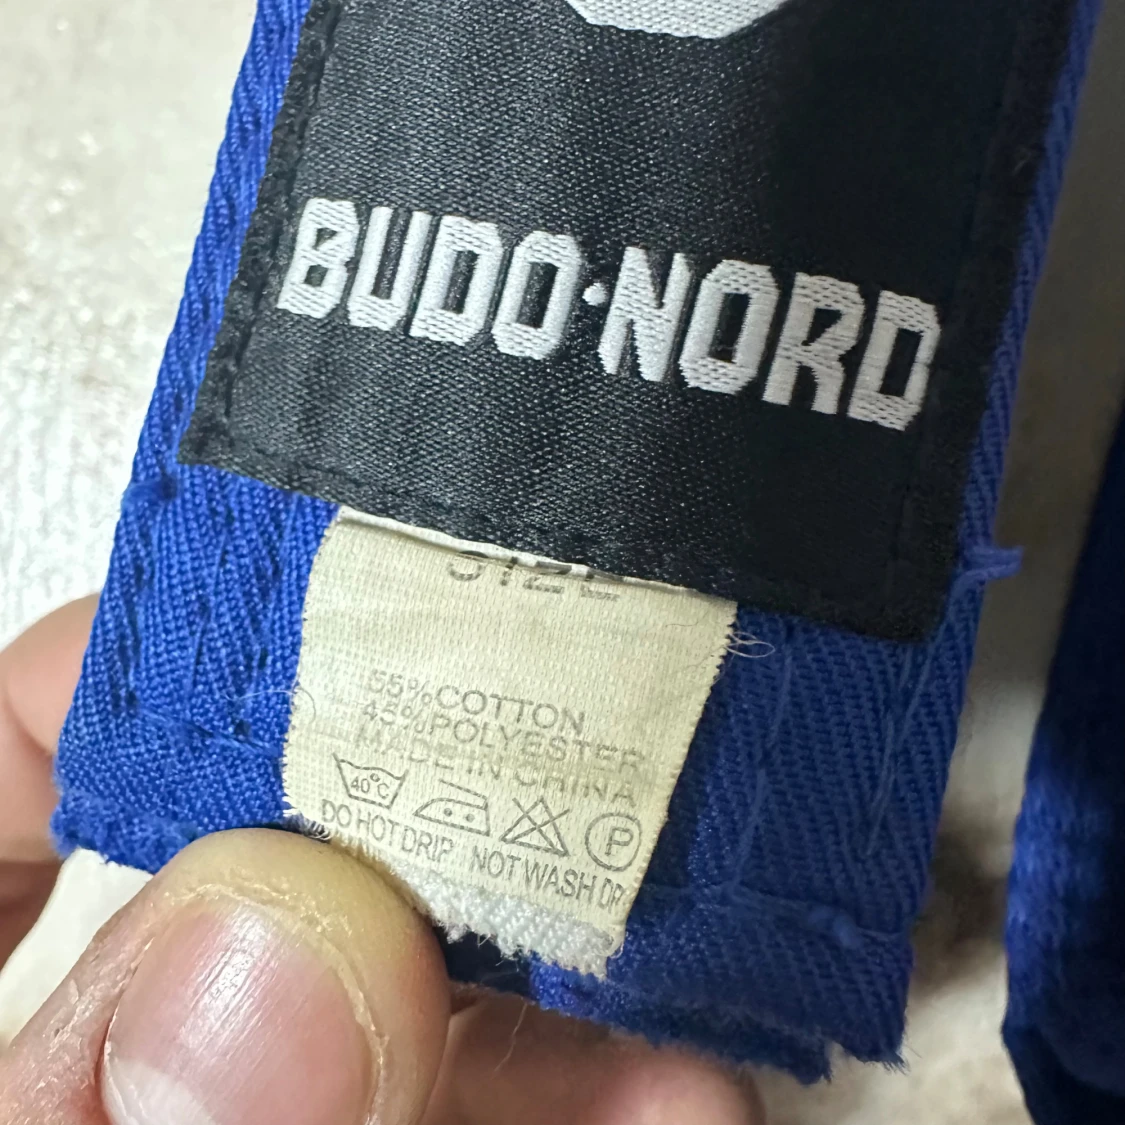 BUDO·NORD
SIZE
55%COTTON
45%POLYESTER
MADE IN CHINA
40°C
P
DO HOT DRIP NOT WASH DR